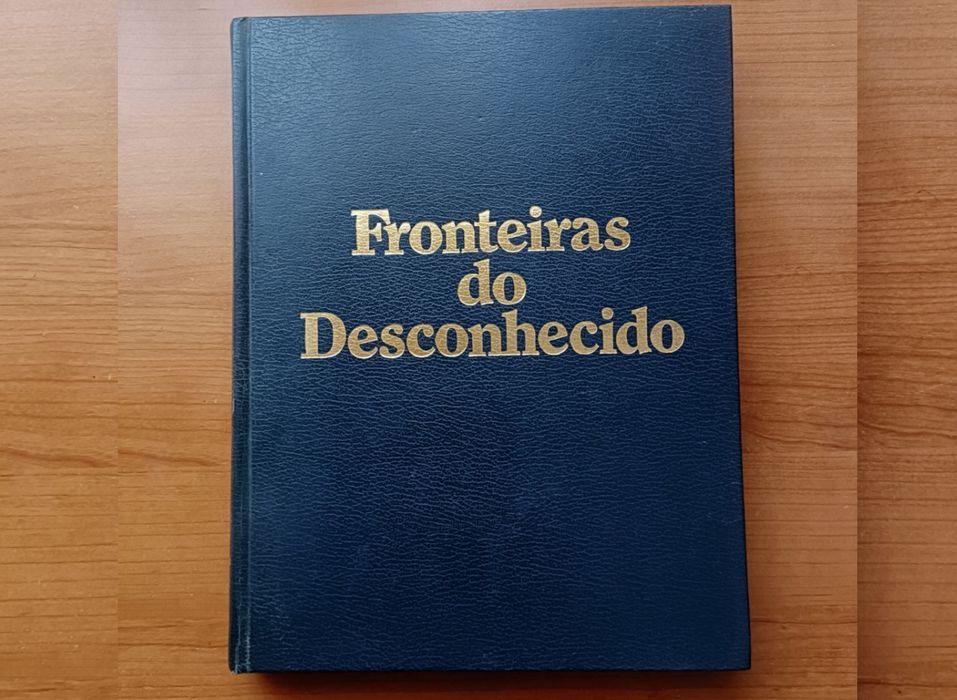 Fronteiras
do
Desconhecido